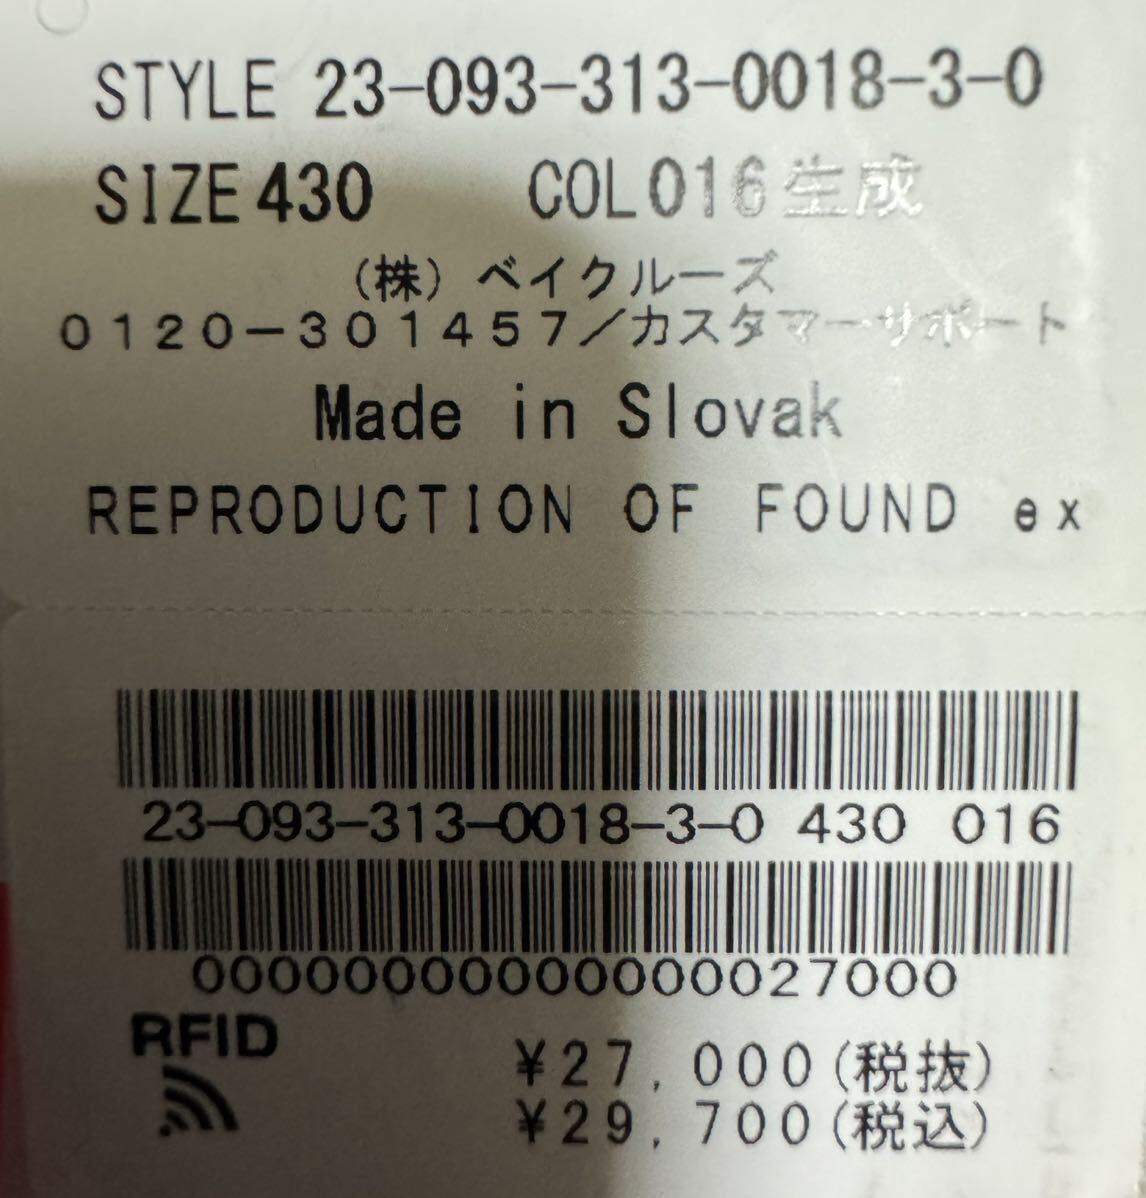 STYLE 23-093-313-0018-3-0
SIZE 430 COL 016 生成
(株) ベイクルーズ
0120-301457/カスタマーサポート
Made in Slovak
REPRODUCTION OF FOUND ex
23-093-313-0018-3-0 430 016
00000000000000027000
RFID
¥27,000(税抜)
¥29,700(税込)